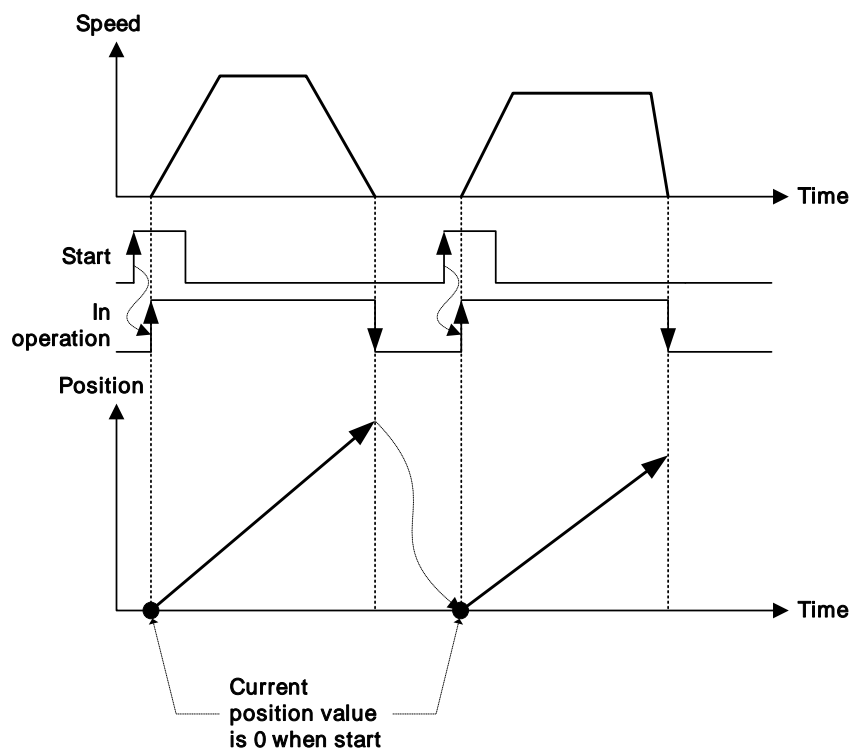 Speed
Time
Start
In
operation
Position
Time
Current
position value
is 0 when start